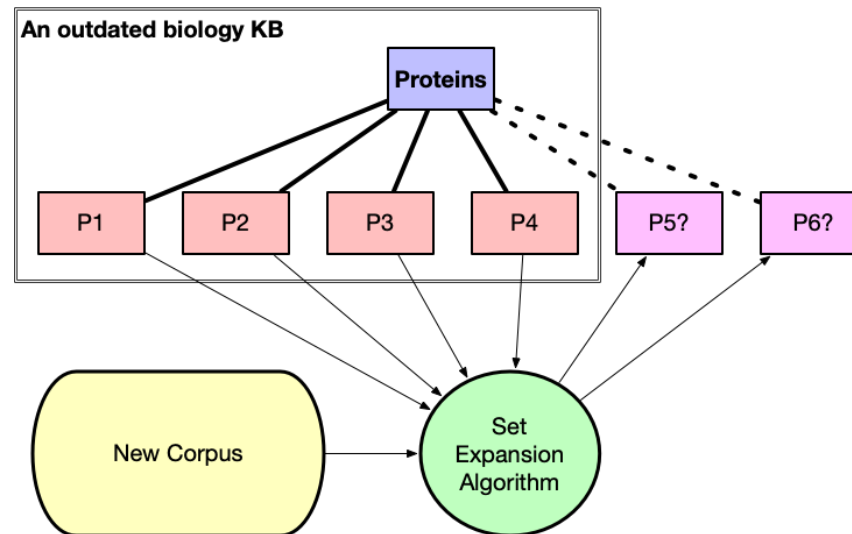 An outdated biology KB
Proteins
P1
P2
P3
P4
P5?
P6?
New Corpus
Set
Expansion
Algorithm